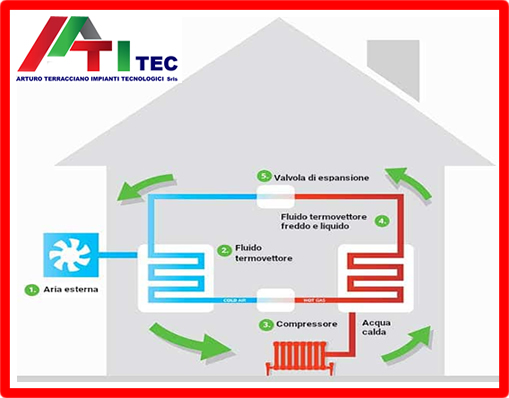 ATI TEC
ARTURO TERRACCIANO IMPIANTI TECNOLOGICI Srls
5. Valvola di espansione
Fluido termovettore
freddo e liquido
4.
2. Fluido
termovettore
1. Aria esterna
COLD AIR
HOT GAS
3. Compressore
Acqua
calda